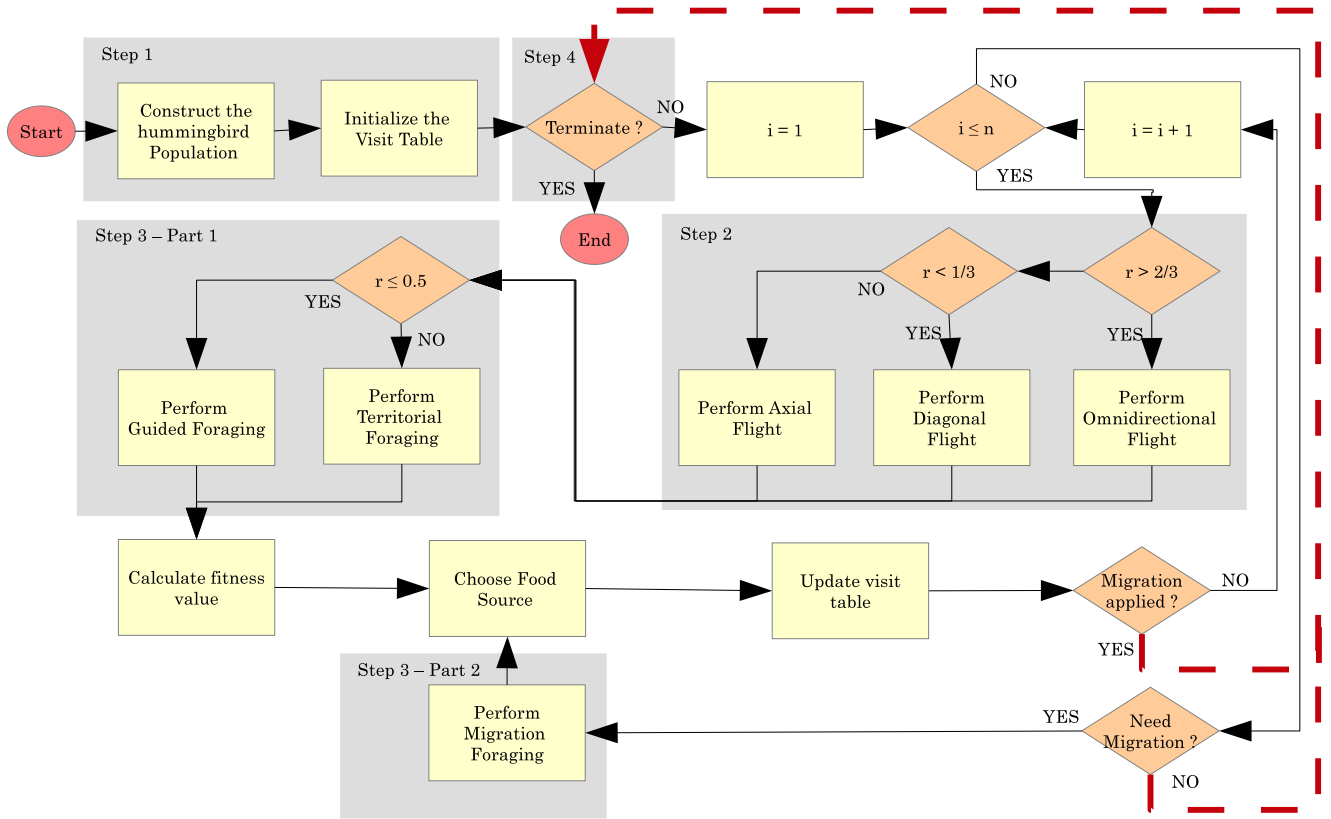 Step 1
Start
Construct the
hummingbird
Population
Initialize the
Visit Table
Step 4
Terminate ?
NO
YES
End
i = 1
i ≤ n
NO
YES
i = i + 1
Step 2
r > 2/3
YES
r < 1/3
NO
YES
Perform Axial
Flight
Perform
Diagonal
Flight
Perform
Omnidirectional
Flight
Step 3 – Part 1
r ≤ 0.5
YES
NO
Perform
Guided Foraging
Perform
Territorial
Foraging
Calculate fitness
value
Choose Food
Source
Update visit
table
Migration
applied ?
NO
YES
Step 3 – Part 2
Perform
Migration
Foraging
YES
Need
Migration ?
NO